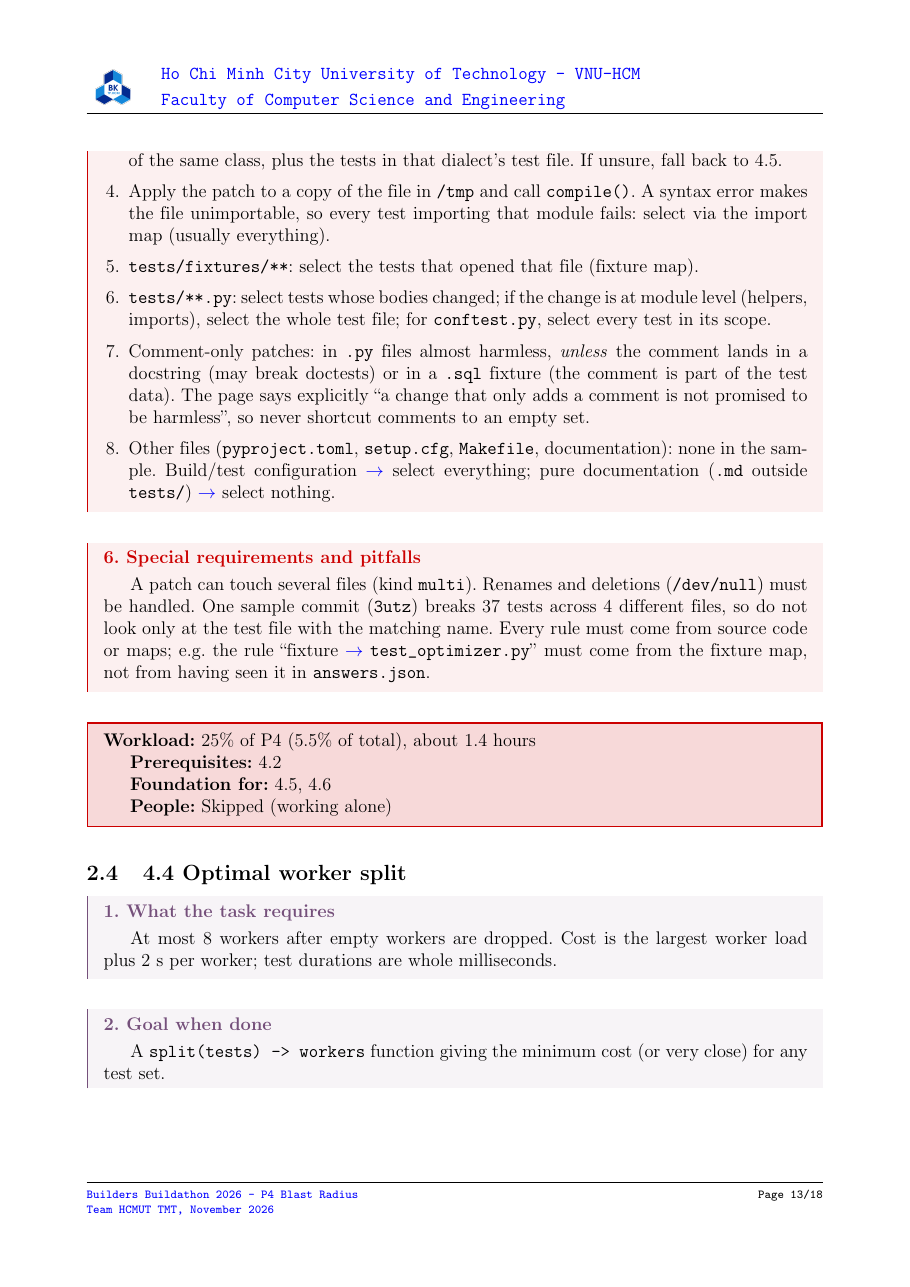 Ho Chi Minh City University of Technology - VNU-HCM
Faculty of Computer Science and Engineering
BK
of the same class, plus the tests in that dialect's test file. If unsure, fall back to 4.5.
4. Apply the patch to a copy of the file in /tmp and call compile(). A syntax error makes
the file unimportable, so every test importing that module fails: select via the import
map (usually everything).
5. tests/fixtures/**: select the tests that opened that file (fixture map).
6. tests/**.py: select tests whose bodies changed; if the change is at module level (helpers,
imports), select the whole test file; for conftest.py, select every test in its scope.
7. Comment-only patches: in .py files almost harmless, unless the comment lands in a
docstring (may break doctests) or in a .sql fixture (the comment is part of the test
data). The page says explicitly “a change that only adds a comment is not promised to
be harmless”, so never shortcut comments to an empty set.
8. Other files (pyproject.toml, setup.cfg, Makefile, documentation): none in the sam-
ple. Build/test configuration → select everything; pure documentation (.md outside
tests/) → select nothing.
6. Special requirements and pitfalls
A patch can touch several files (kind multi). Renames and deletions (/dev/null) must
be handled. One sample commit (3utz) breaks 37 tests across 4 different files, so do not
look only at the test file with the matching name. Every rule must come from source code
or maps; e.g. the rule “fixture → test_optimizer.py” must come from the fixture map,
not from having seen it in answers.json.
Workload: 25% of P4 (5.5% of total), about 1.4 hours
Prerequisites: 4.2
Foundation for: 4.5, 4.6
People: Skipped (working alone)
2.4 4.4 Optimal worker split
1. What the task requires
At most 8 workers after empty workers are dropped. Cost is the largest worker load
plus 2 s per worker; test durations are whole milliseconds.
2. Goal when done
A split(tests) -> workers function giving the minimum cost (or very close) for any
test set.
Builders Buildathon 2026 - P4 Blast Radius
Page 13/18
Team HCMUT TMT, November 2026